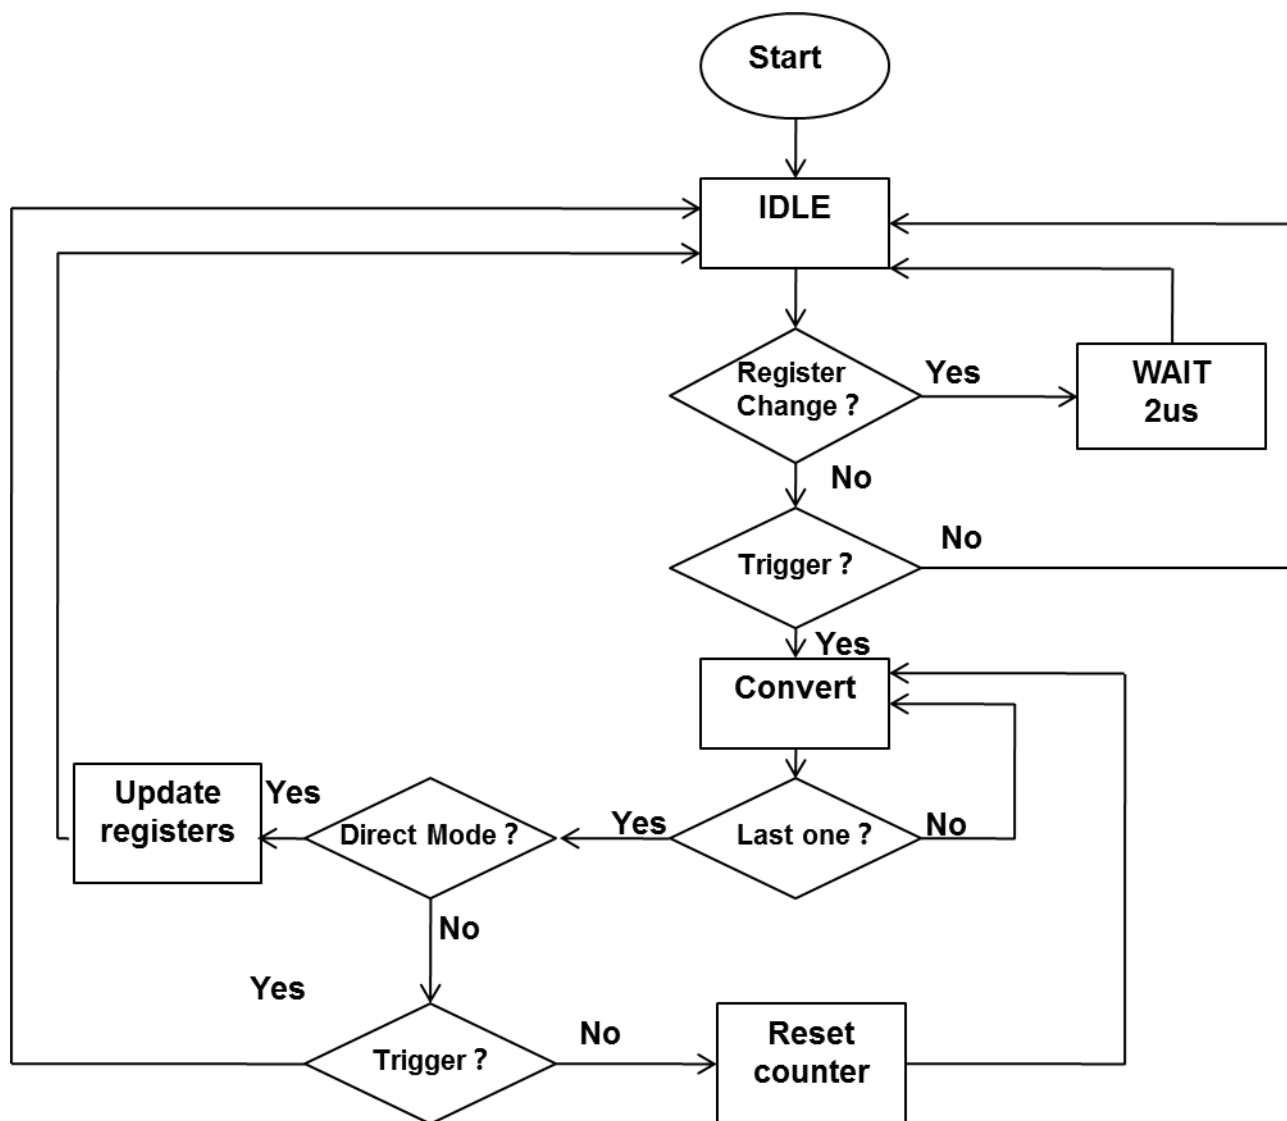 Start
IDLE
Register
Change ?
Yes
WAIT
2us
No
Trigger ?
No
Yes
Convert
Last one ?
No
Yes
Direct Mode ?
Yes
Update
registers
No
Trigger ?
Yes
No
Reset
counter